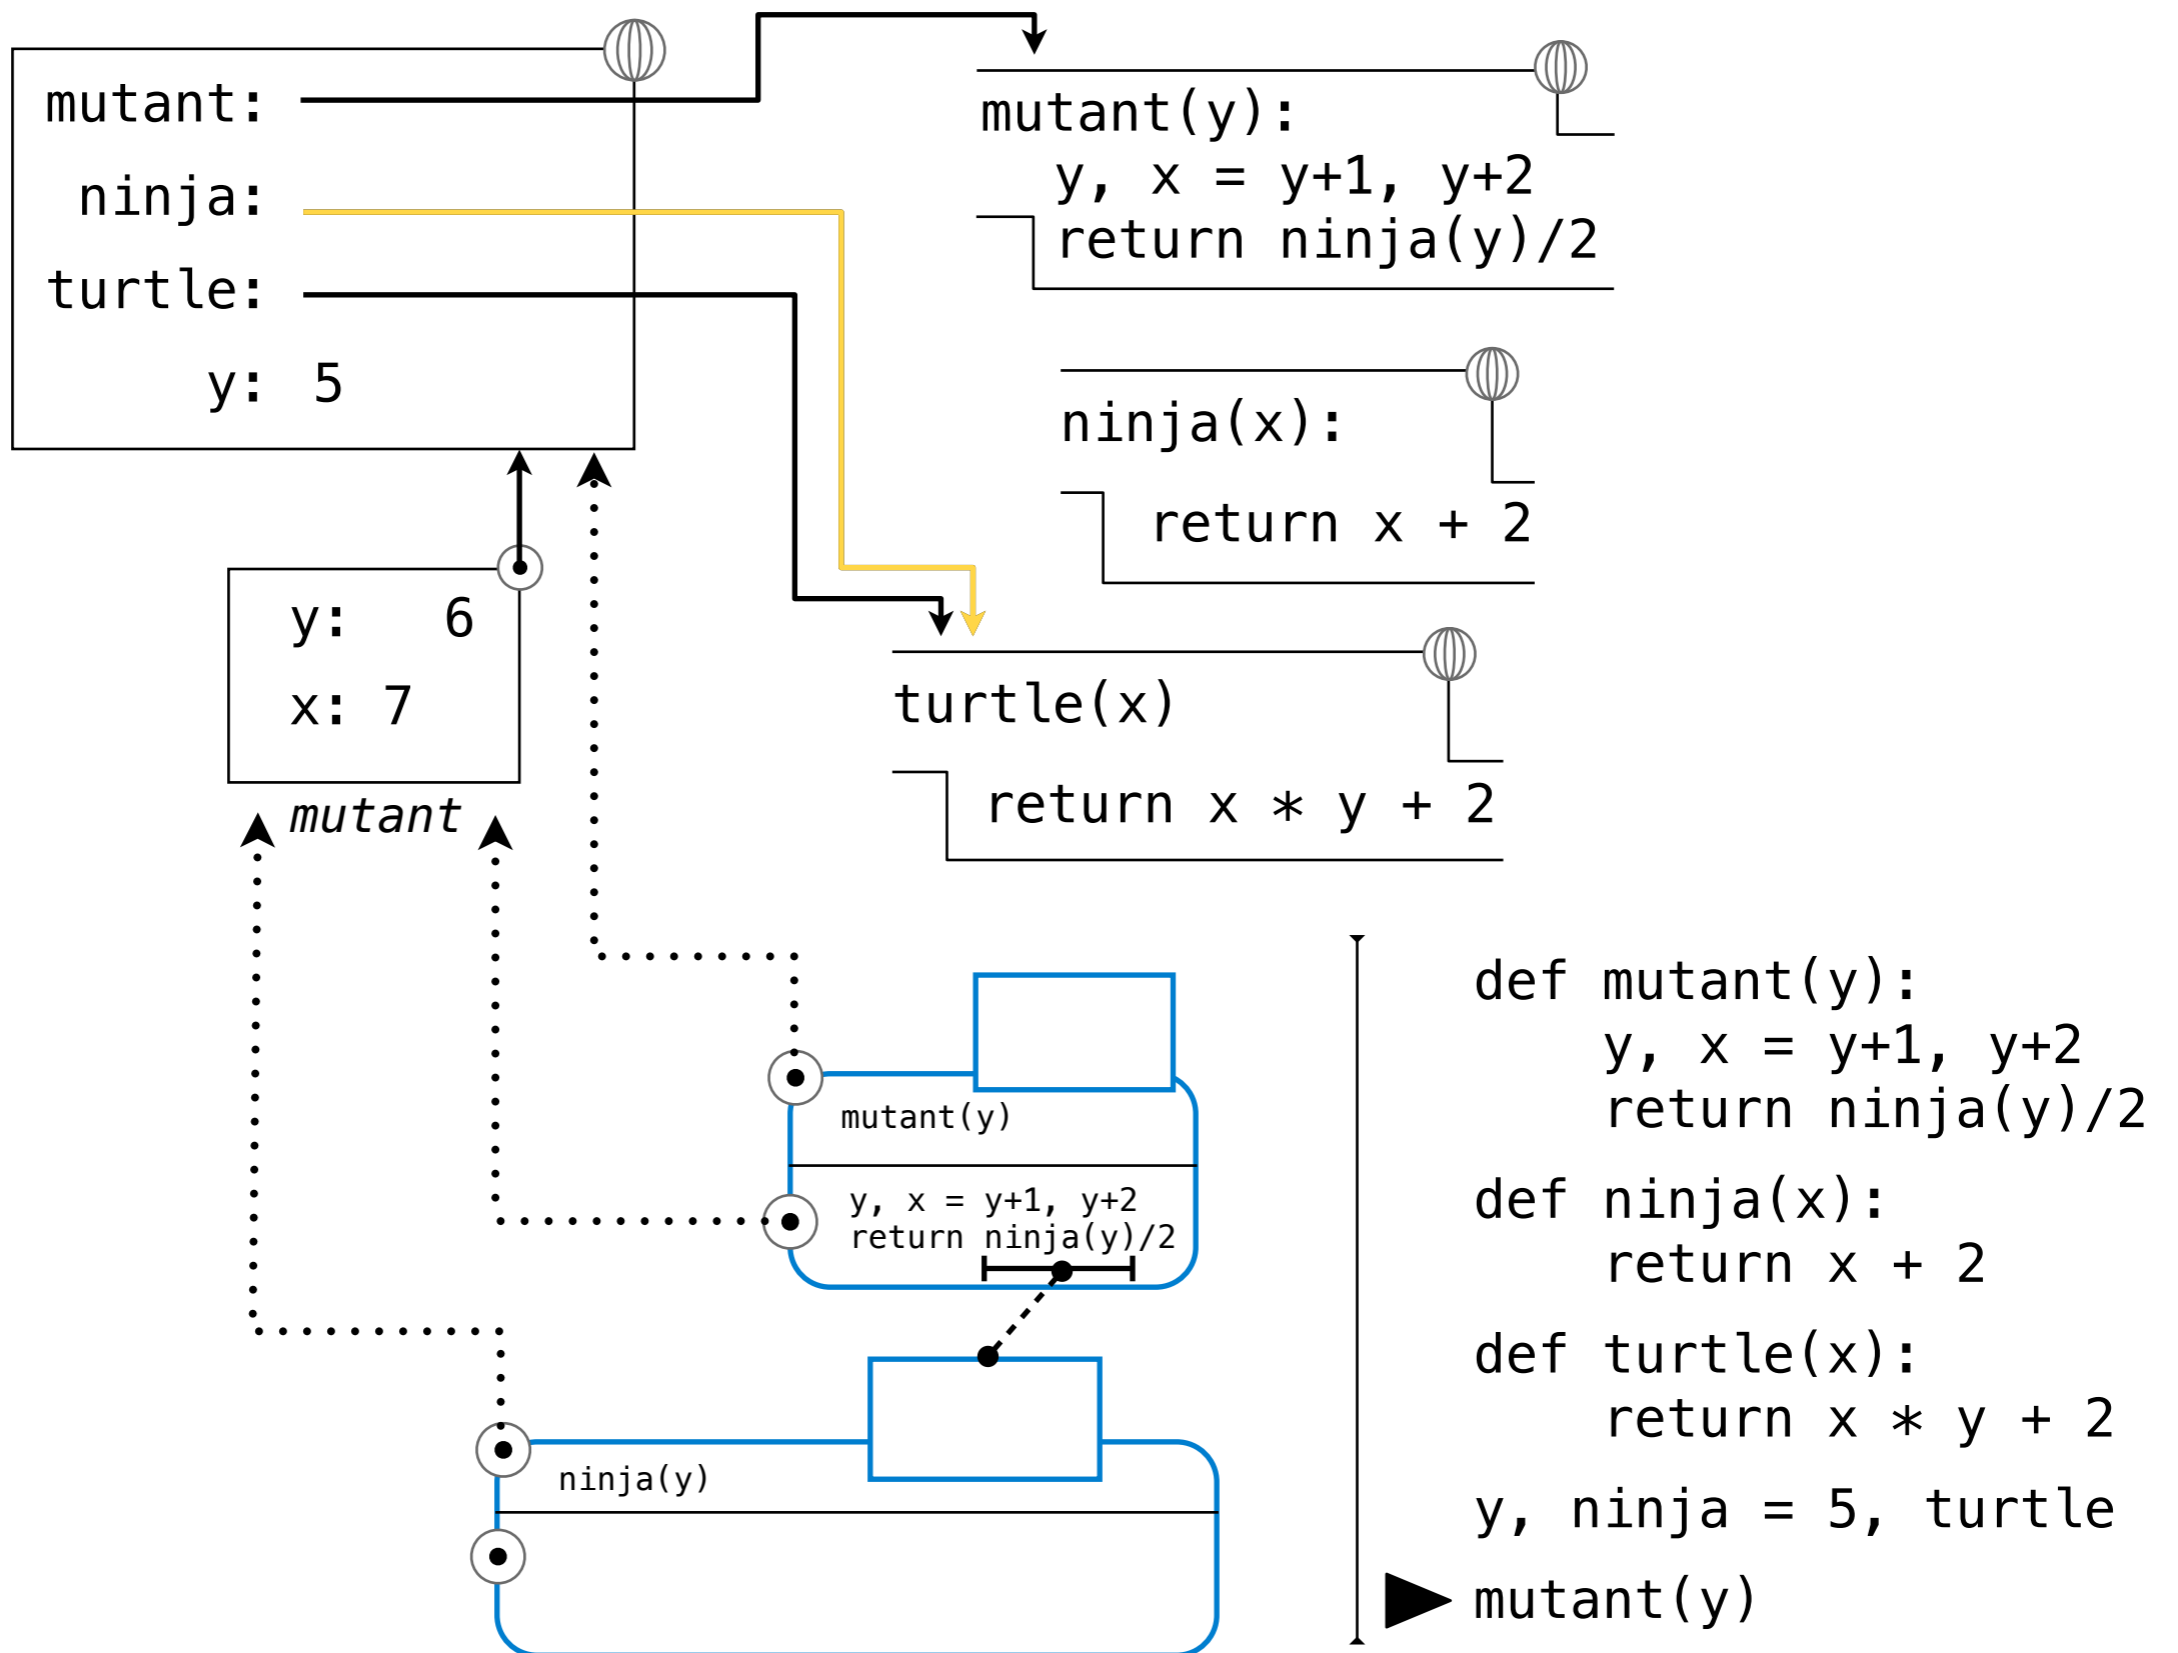 mutant:
ninja:
turtle:
y: 5
mutant(y):
y, x = y+1, y+2
return ninja(y)/2
ninja(x):
return x + 2
y: 6
x: 7
mutant
turtle(x)
return x * y + 2
mutant(y)
y, x = y+1, y+2
return ninja(y)/2
ninja(y)
def mutant(y):
y, x = y+1, y+2
return ninja(y)/2
def ninja(x):
return x + 2
def turtle(x):
return x * y + 2
y, ninja = 5, turtle
mutant(y)